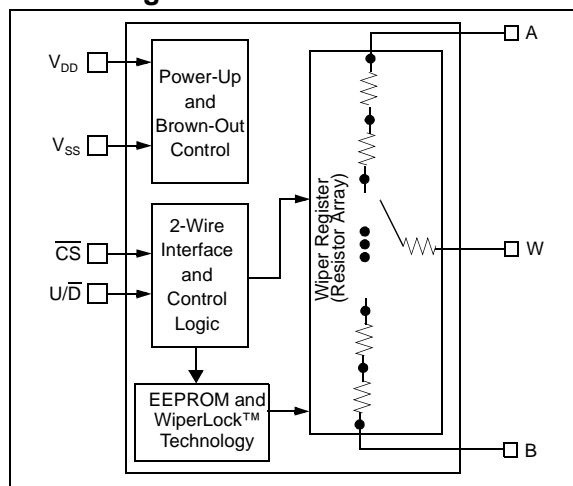 A
V_DD
Power-Up
and
Brown-Out
Control
V_SS
2-Wire
Interface
and
Control
Logic
C̅S̅
U/D̅
Wiper Register
(Resistor Array)
W
EEPROM and
WiperLock™
Technology
B